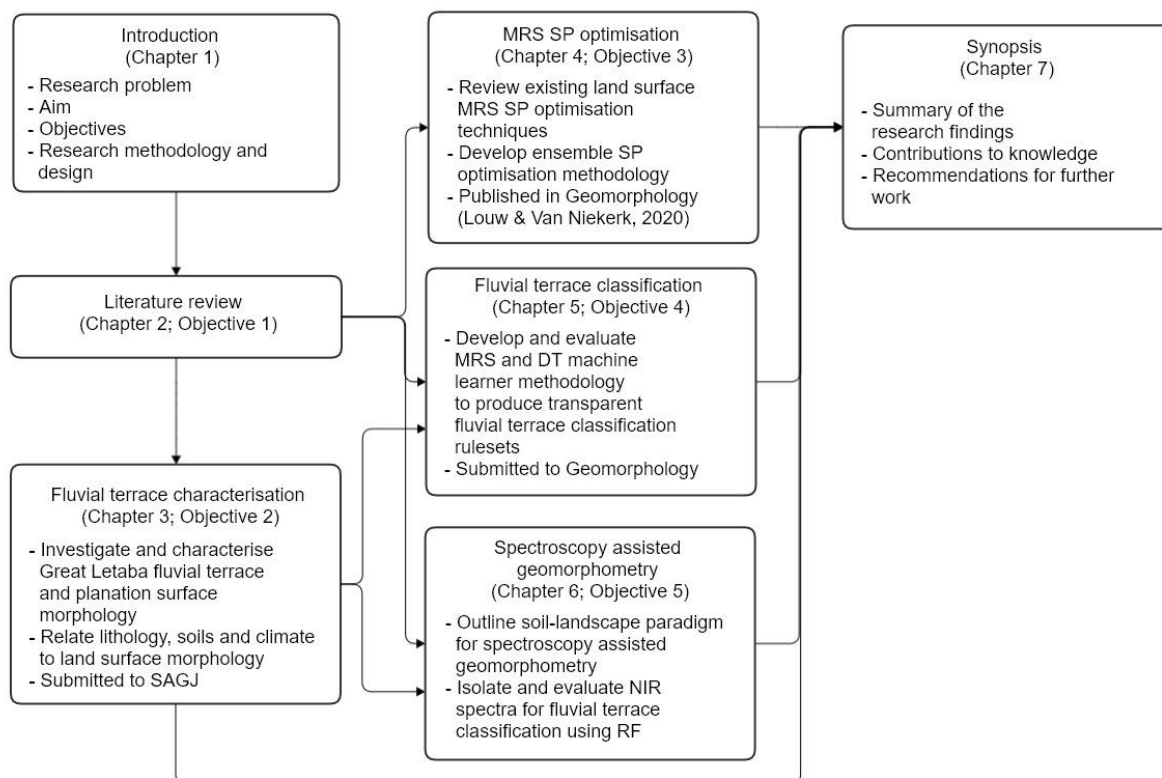 Introduction
(Chapter 1)
- Research problem
- Aim
- Objectives
- Research methodology and
design
Literature review
(Chapter 2; Objective 1)
Fluvial terrace characterisation
(Chapter 3; Objective 2)
- Investigate and characterise
Great Letaba fluvial terrace
and planation surface
morphology
- Relate lithology, soils and climate
to land surface morphology
- Submitted to SAGJ
MRS SP optimisation
(Chapter 4; Objective 3)
- Review existing land surface
MRS SP optimisation
techniques
- Develop ensemble SP
optimisation methodology
- Published in Geomorphology
(Louw & Van Niekerk, 2020)
Fluvial terrace classification
(Chapter 5; Objective 4)
- Develop and evaluate
MRS and DT machine
learner methodology
to produce transparent
fluvial terrace classification
rulesets
- Submitted to Geomorphology
Spectroscopy assisted
geomorphometry
(Chapter 6; Objective 5)
- Outline soil-landscape paradigm
for spectroscopy assisted
geomorphometry
- Isolate and evaluate NIR
spectra for fluvial terrace
classification using RF
Synopsis
(Chapter 7)
- Summary of the
research findings
- Contributions to knowledge
- Recommendations for further
work